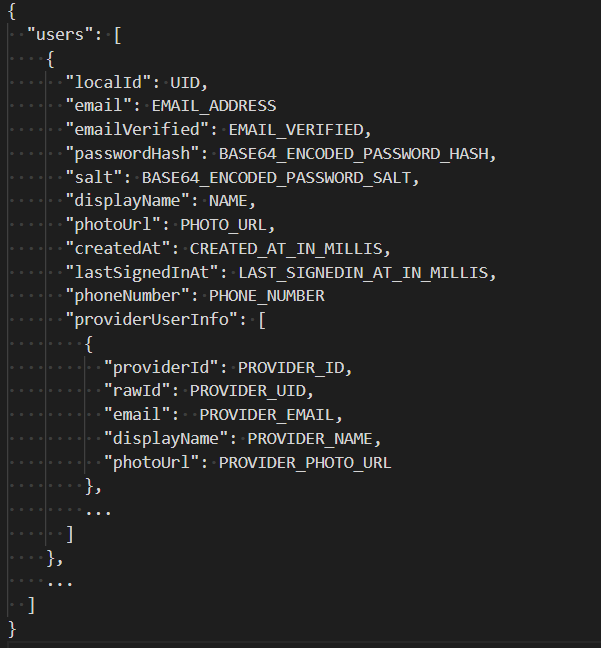 {
  "users": [
    {
      "localId": UID,
      "email": EMAIL_ADDRESS
      "emailVerified": EMAIL_VERIFIED,
      "passwordHash": BASE64_ENCODED_PASSWORD_HASH,
      "salt": BASE64_ENCODED_PASSWORD_SALT,
      "displayName": NAME,
      "photoUrl": PHOTO_URL,
      "createdAt": CREATED_AT_IN_MILLIS,
      "lastSignedInAt": LAST_SIGNEDIN_AT_IN_MILLIS,
      "phoneNumber": PHONE_NUMBER
      "providerUserInfo": [
        {
          "providerId": PROVIDER_ID,
          "rawId": PROVIDER_UID,
          "email":  PROVIDER_EMAIL,
          "displayName": PROVIDER_NAME,
          "photoUrl": PROVIDER_PHOTO_URL
        },
        ...
      ]
    },
    ...
  ]
}